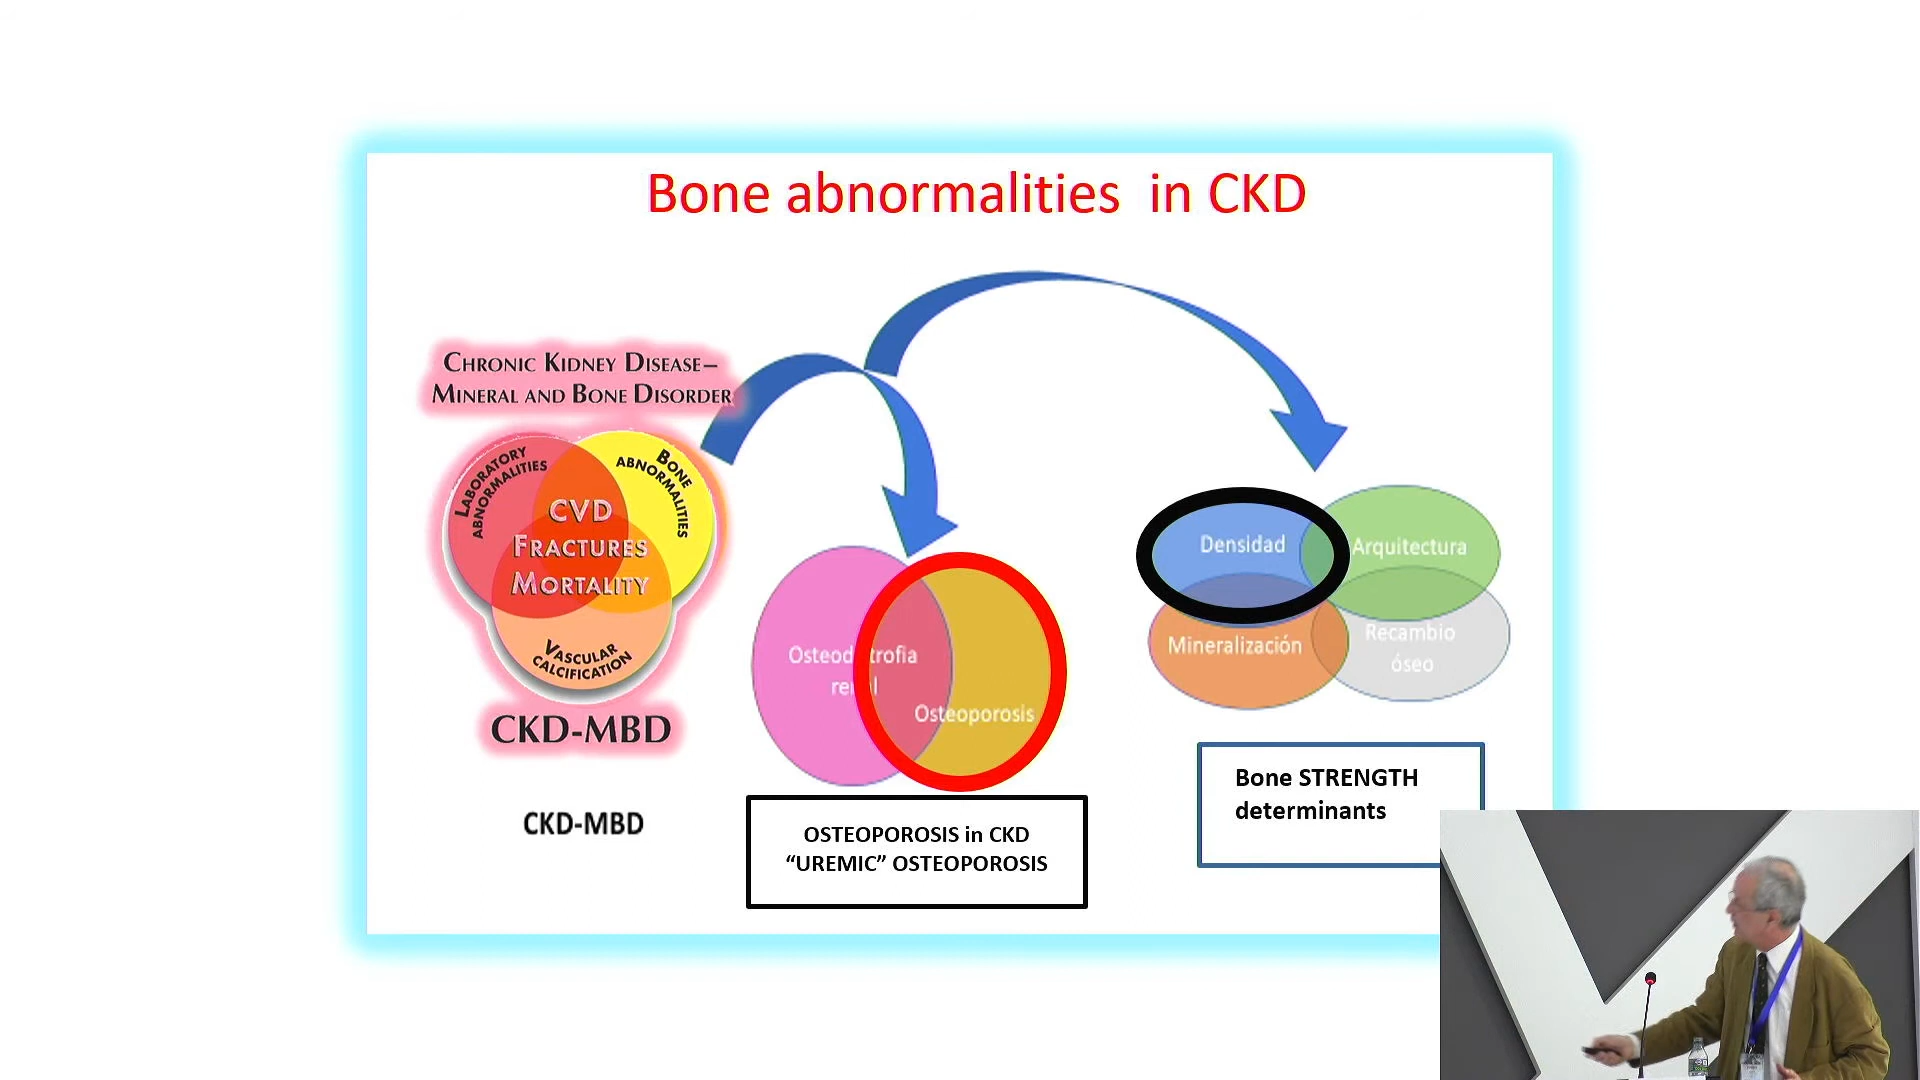 Bone abnormalities in CKD
CHRONIC KIDNEY DISEASE–
MINERAL AND BONE DISORDER
LABORATORY
ABNORMALITIES
BONE
ABNORMALITIES
CVD
FRACTURES
MORTALITY
VASCULAR
CALCIFICATION
CKD-MBD
CKD-MBD
Osteoporosis
OSTEOPOROSIS in CKD
“UREMIC” OSTEOPOROSIS
Densidad
Arquitectura
Mineralización
Recambio
óseo
Bone STRENGTH
determinants